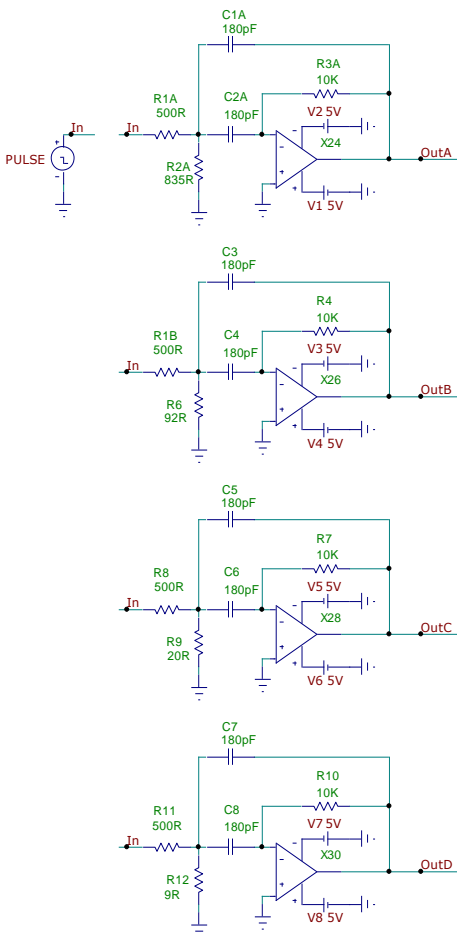 C1A
180pF
R3A
10K
R1A
500R
C2A
180pF
V2 5V
X24
In
In
PULSE
OutA
R2A
835R
V1 5V
C3
180pF
R4
10K
R1B
500R
C4
180pF
V3 5V
X26
In
OutB
R6
92R
V4 5V
C5
180pF
R7
10K
R8
500R
C6
180pF
V5 5V
X28
In
OutC
R9
20R
V6 5V
C7
180pF
R10
10K
R11
500R
C8
180pF
V7 5V
X30
In
OutD
R12
9R
V8 5V